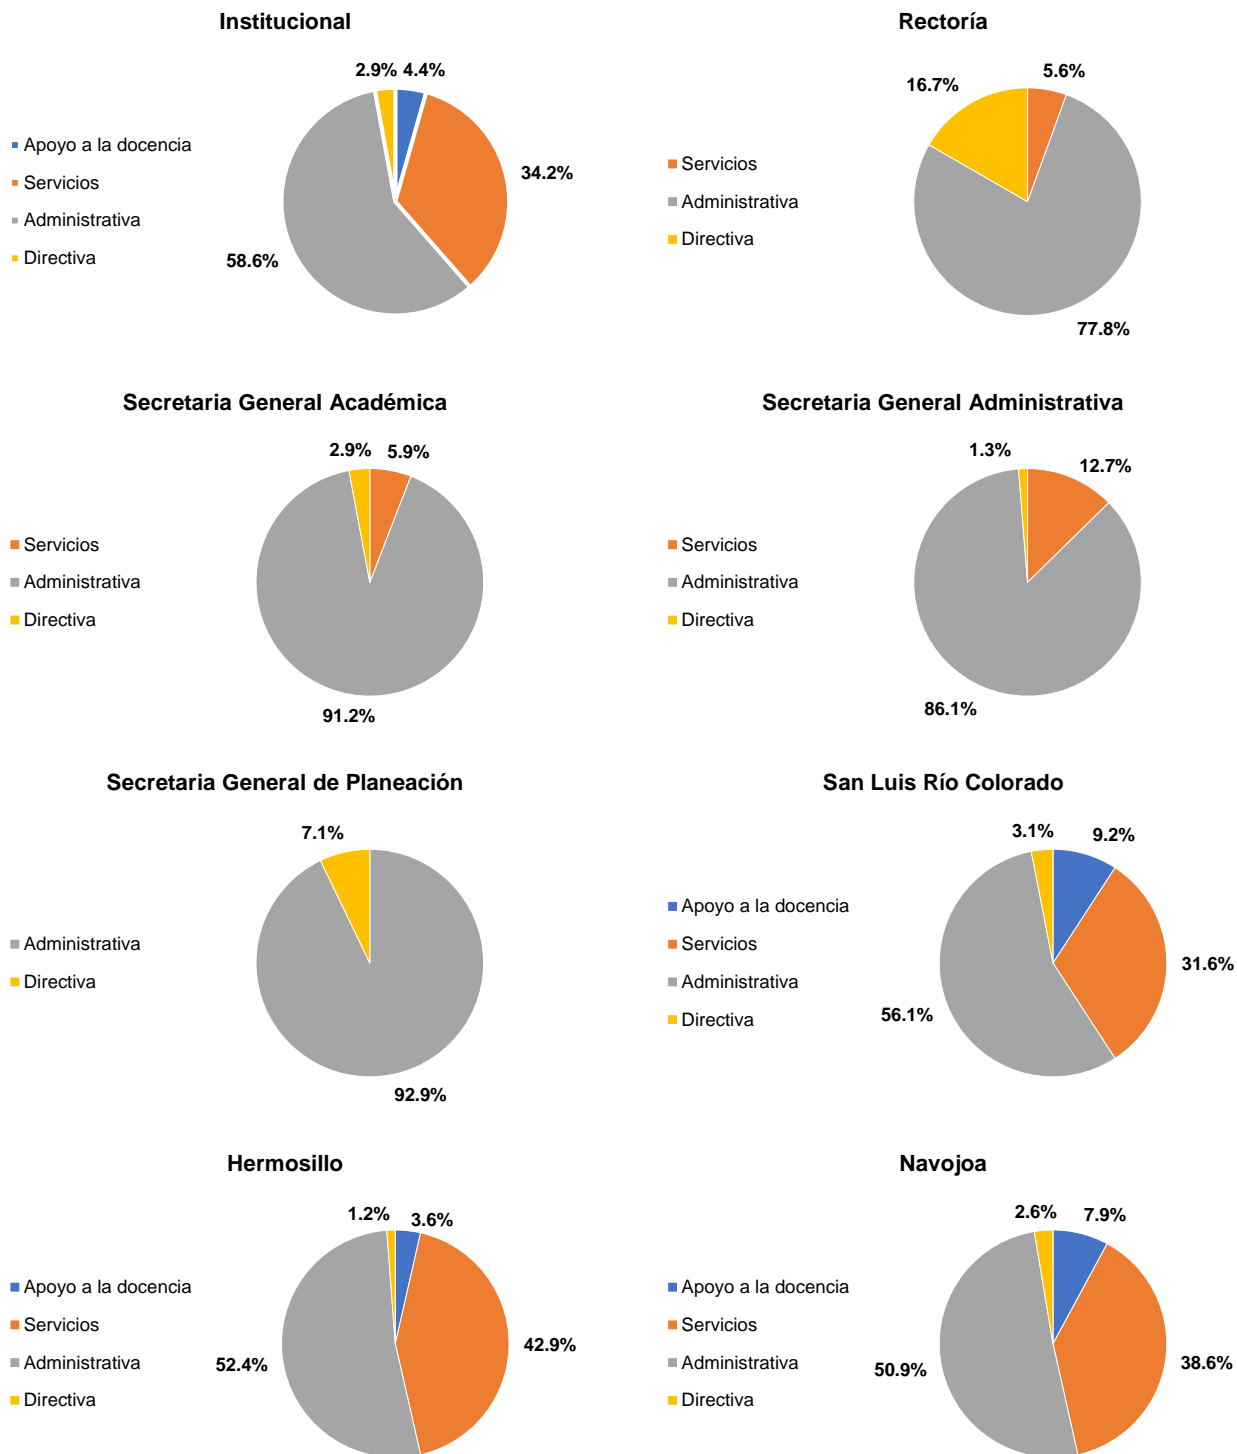 Institucional
2.9%
4.4%
Apoyo a la docencia
Servicios
Administrativa
Directiva
34.2%
58.6%
Rectoría
16.7%
5.6%
Servicios
Administrativa
Directiva
77.8%
Secretaria General Académica
2.9%
5.9%
Servicios
Administrativa
Directiva
91.2%
Secretaria General Administrativa
1.3%
12.7%
Servicios
Administrativa
Directiva
86.1%
Secretaria General de Planeación
7.1%
Administrativa
Directiva
92.9%
San Luis Río Colorado
3.1%
9.2%
Apoyo a la docencia
Servicios
Administrativa
Directiva
31.6%
56.1%
Hermosillo
1.2%
3.6%
Apoyo a la docencia
Servicios
Administrativa
Directiva
42.9%
52.4%
Navojoa
2.6%
7.9%
Apoyo a la docencia
Servicios
Administrativa
Directiva
38.6%
50.9%